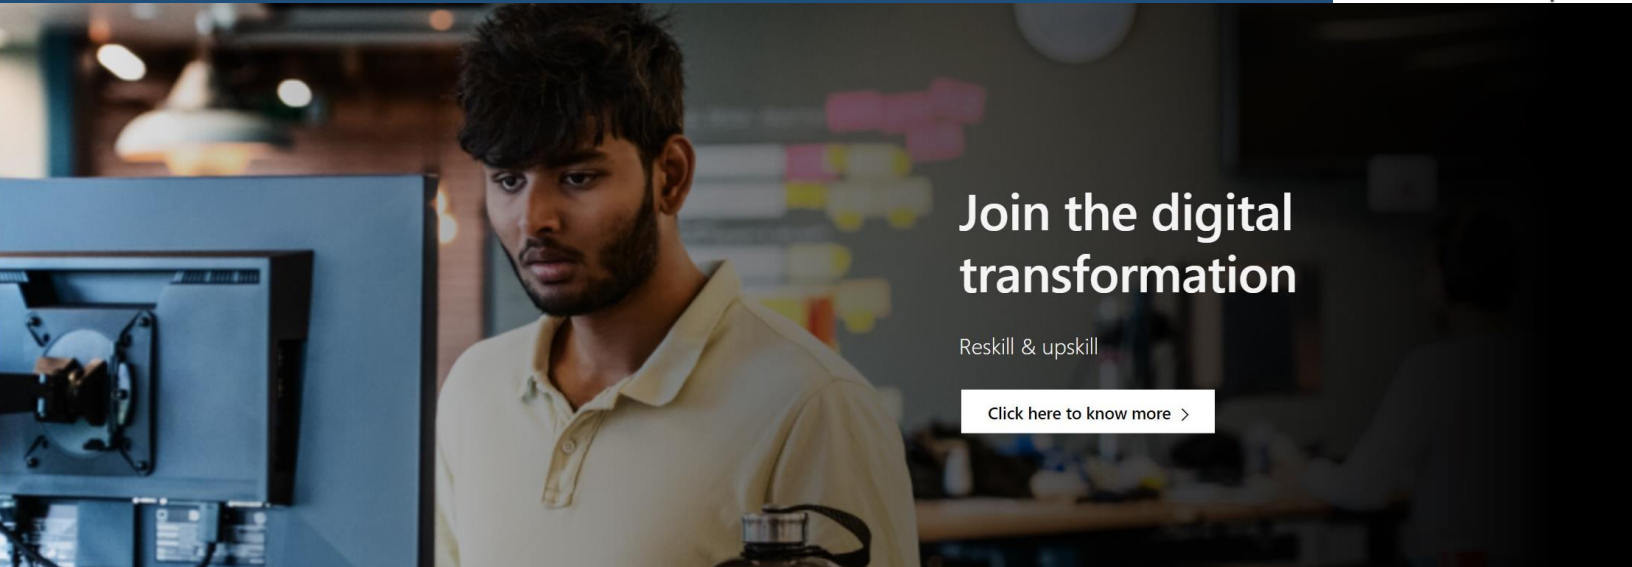 Join the digital
transformation
Reskill & upskill
Click here to know more >